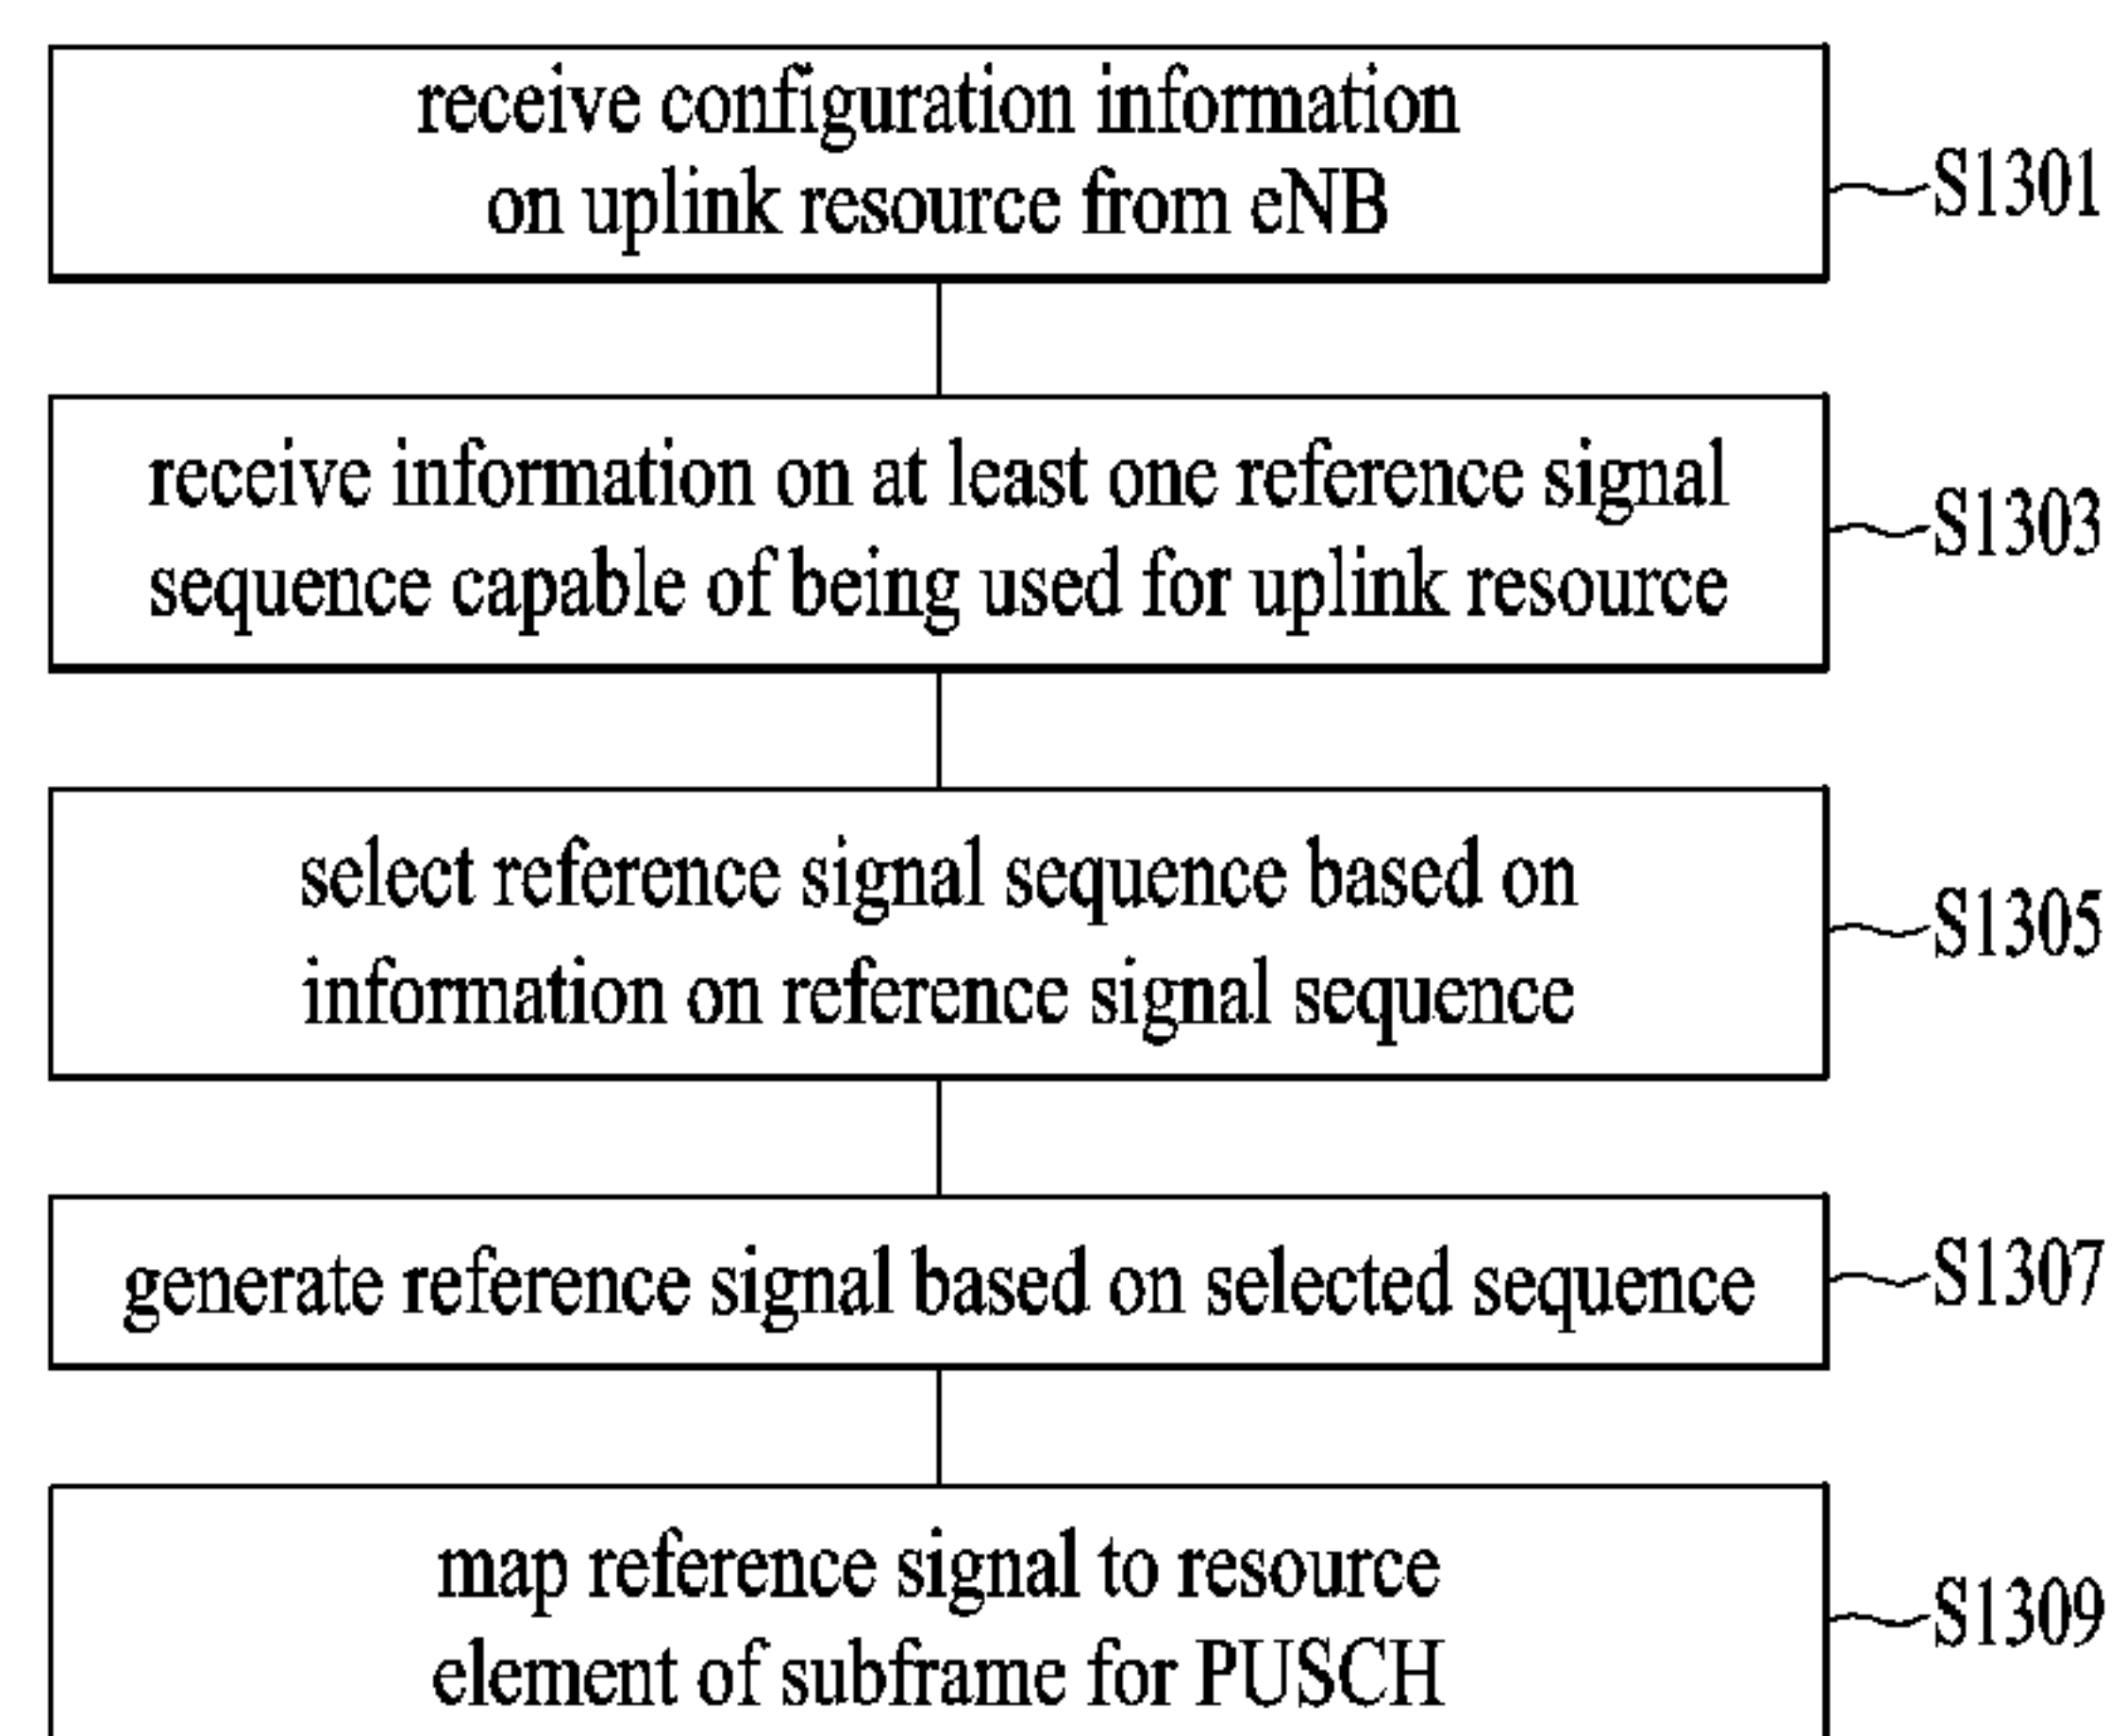 receive configuration information
on uplink resource from eNB
S1301
receive information on at least one reference signal
sequence capable of being used for uplink resource
S1303
select reference signal sequence based on
information on reference signal sequence
S1305
generate reference signal based on selected sequence
S1307
map reference signal to resource
element of subframe for PUSCH
S1309